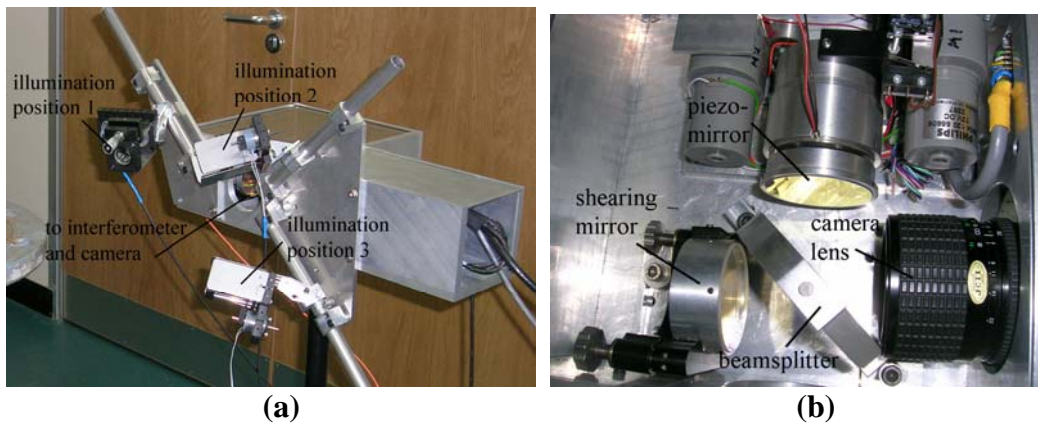 illumination
position 1
illumination
position 2
to interferometer
and camera
illumination
position 3
(a)
piezo-
mirror
shearing
mirror
camera
lens
beamsplitter
PHILIPS
(b)